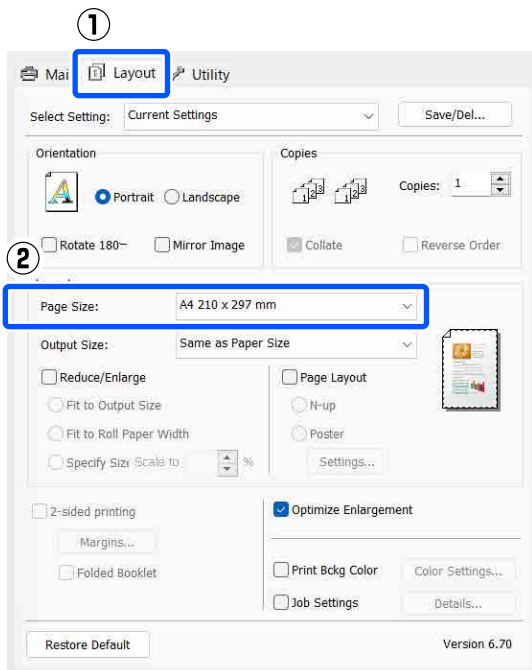 ①
Mai Layout Utility
Select Setting: Current Settings Save/Del...
Orientation Copies
Portrait Landscape Copies: 1
Rotate 180 Mirror Image Collate Reverse Order
②
Page Size: A4 210 x 297 mm
Output Size: Same as Paper Size
Reduce/Enlarge Page Layout
Fit to Output Size N-up
Fit to Roll Paper Width Poster
Specify Size Scale to % Settings...
2-sided printing Optimize Enlargement
Margins...
Folded Booklet Print Bckg Color Color Settings...
Job Settings Details...
Restore Default Version 6.70